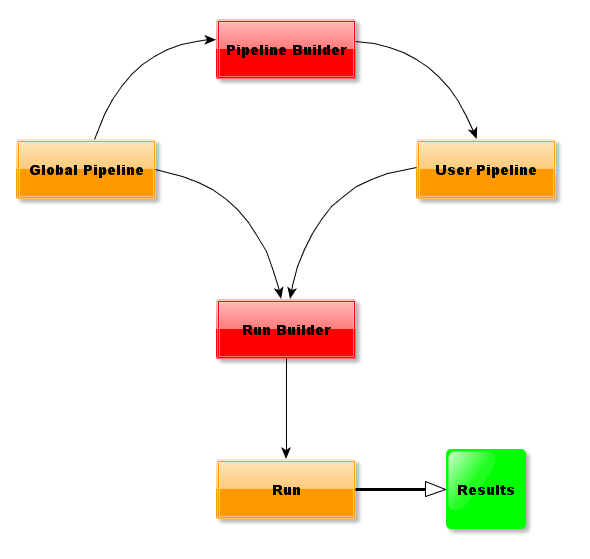 Pipeline Builder
Global Pipeline
User Pipeline
Run Builder
Run
Results